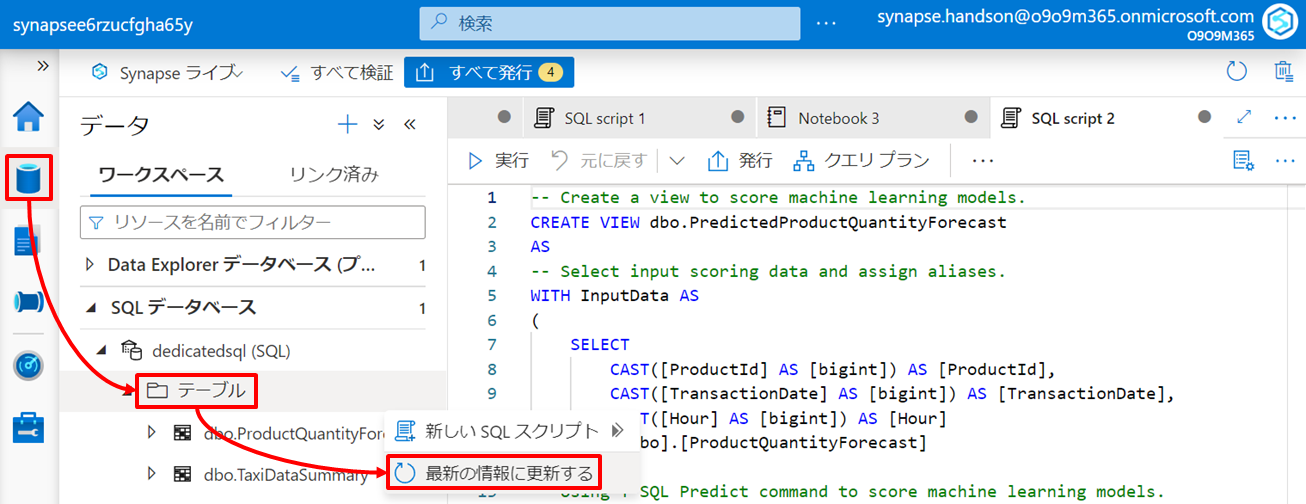 synapsee6rzucfgha65y
検索
synapse.handson@o9o9m365.onmicrosoft.com
O9O9M365
Synapse ライブ
すべて検証
すべて発行 4
データ
ワークスペース
リンク済み
リソースを名前でフィルター
Data Explorer データベース (プ... 1
SQL データベース 1
dedicatedsql (SQL)
テーブル
dbo.ProductQuantityFor
dbo.TaxiDataSummary
新しい SQL スクリプト
最新の情報に更新する
SQL script 1
Notebook 3
SQL script 2
実行
元に戻す
発行
クエリ プラン
1 -- Create a view to score machine learning models.
2 CREATE VIEW dbo.PredictedProductQuantityForecast
3 AS
4 -- Select input scoring data and assign aliases.
5 WITH InputData AS
6 (
7 SELECT
8 CAST([ProductId] AS [bigint]) AS [ProductId],
9 CAST([TransactionDate] AS [bigint]) AS [TransactionDate],
T([Hour] AS [bigint]) AS [Hour]
bo].[ProductQuantityForecast]
SQL Predict command to score machine learning models.